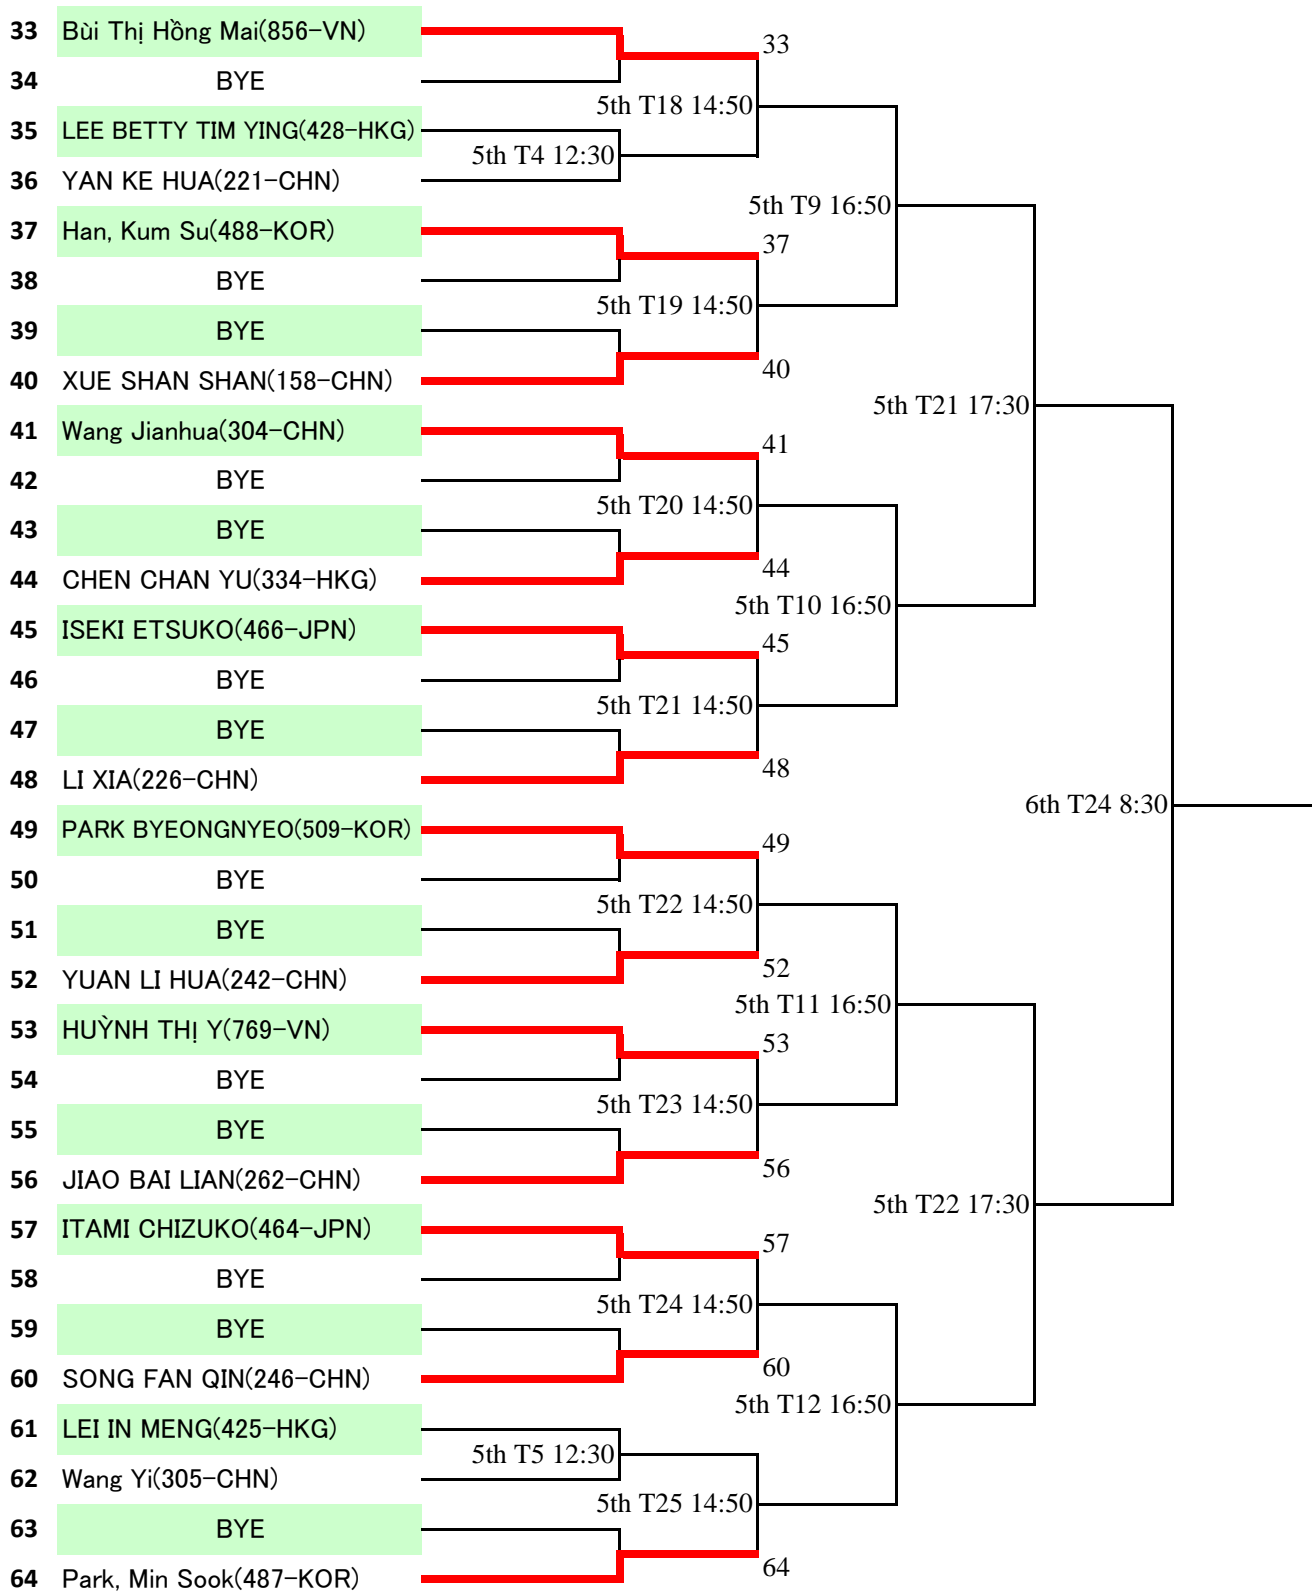 33 Bùi Thị Hồng Mai(856-VN)
33
34 BYE
5th T18 14:50
35 LEE BETTY TIM YING(428-HKG)
5th T4 12:30
36 YAN KE HUA(221-CHN)
5th T9 16:50
37 Han, Kum Su(488-KOR)
37
38 BYE
5th T19 14:50
39 BYE
40
40 XUE SHAN SHAN(158-CHN)
5th T21 17:30
41 Wang Jianhua(304-CHN)
41
42 BYE
5th T20 14:50
43 BYE
44
44 CHEN CHAN YU(334-HKG)
5th T10 16:50
45 ISEKI ETSUKO(466-JPN)
45
46 BYE
5th T21 14:50
47 BYE
48
48 LI XIA(226-CHN)
6th T24 8:30
49 PARK BYEONGNYEO(509-KOR)
49
50 BYE
5th T22 14:50
51 BYE
52
52 YUAN LI HUA(242-CHN)
5th T11 16:50
53 HUỲNH THỊ Y(769-VN)
53
54 BYE
5th T23 14:50
55 BYE
56
56 JIAO BAI LIAN(262-CHN)
5th T22 17:30
57 ITAMI CHIZUKO(464-JPN)
57
58 BYE
5th T24 14:50
59 BYE
60
60 SONG FAN QIN(246-CHN)
5th T12 16:50
61 LEI IN MENG(425-HKG)
5th T5 12:30
62 Wang Yi(305-CHN)
5th T25 14:50
63 BYE
64
64 Park, Min Sook(487-KOR)